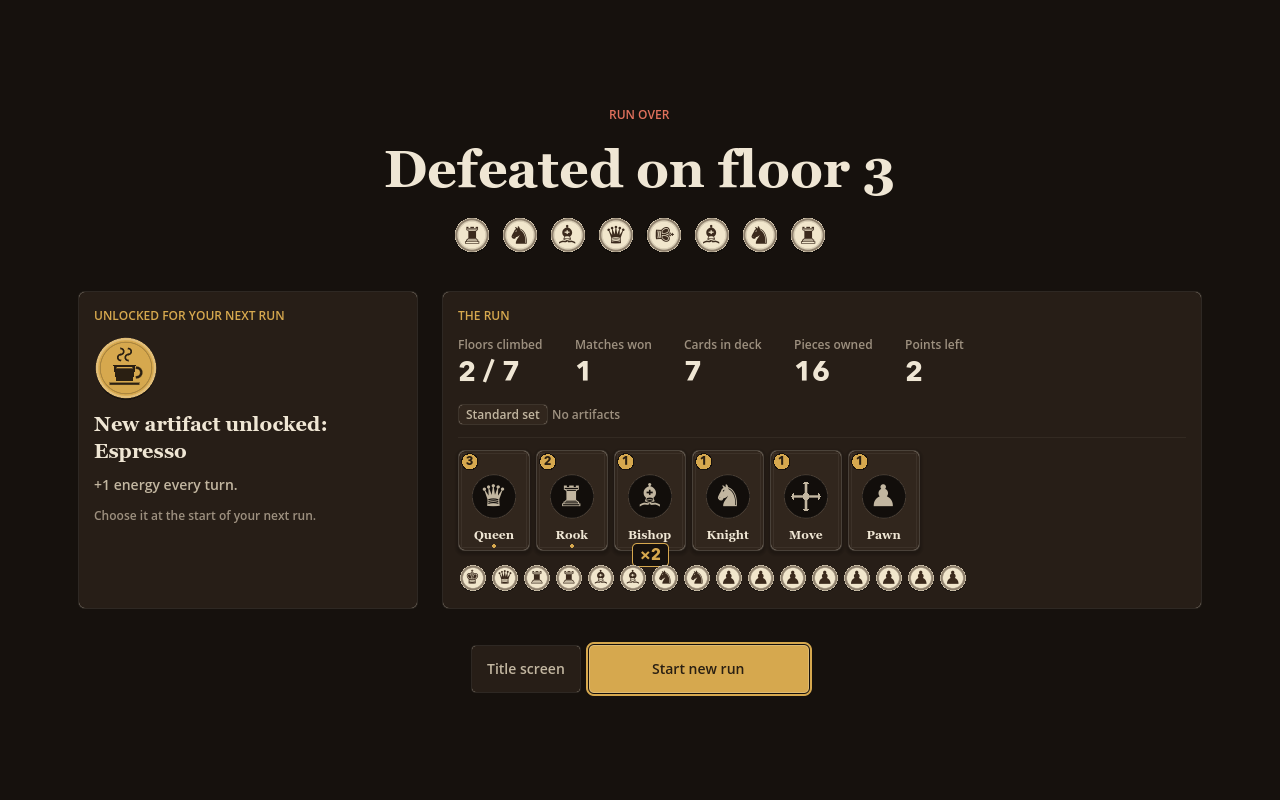 RUN OVER
Defeated on floor 3
UNLOCKED FOR YOUR NEXT RUN
New artifact unlocked:
Espresso
+1 energy every turn.
Choose it at the start of your next run.
THE RUN
Floors climbed Matches won Cards in deck Pieces owned Points left
2 / 7 1 7 16 2
Standard set No artifacts
3 2 1 1 1 1
Queen Rook Bishop Knight Move Pawn
×2
Title screen Start new run